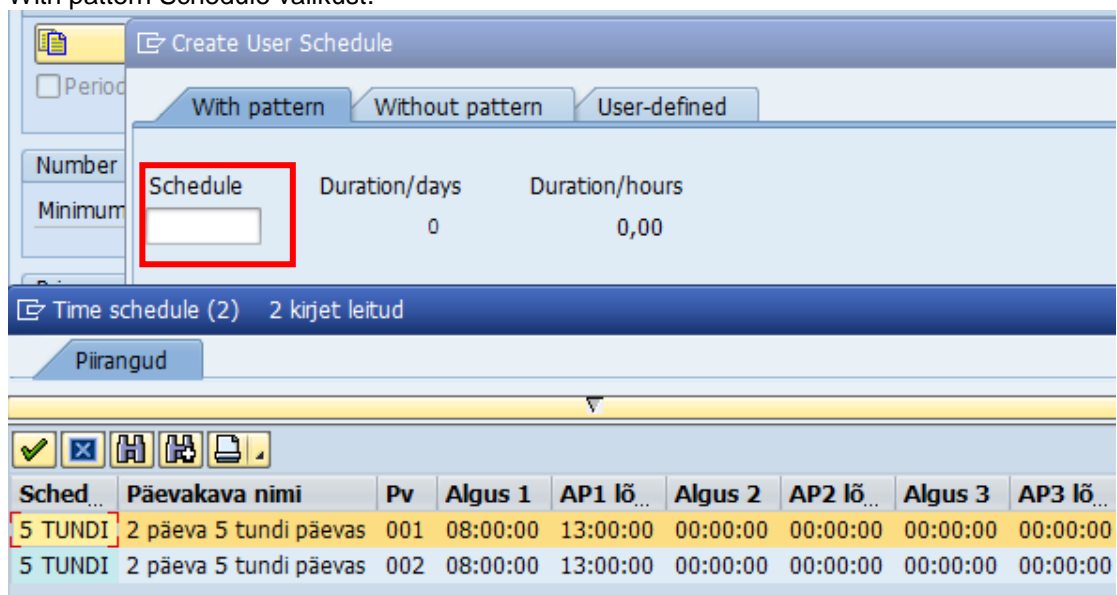 With pattern Schedule valikust:
Create User Schedule
Period
With pattern Without pattern User-defined
Number
Schedule Duration/days Duration/hours
Minimum
0 0,00
Time schedule (2) 2 kirjet leitud
Piirangud
Sched... Päevakava nimi Pv Algus 1 AP1 lõ... Algus 2 AP2 lõ... Algus 3 AP3 lõ...
5 TUNDI 2 päeva 5 tundi päevas 001 08:00:00 13:00:00 00:00:00 00:00:00 00:00:00 00:00:00
5 TUNDI 2 päeva 5 tundi päevas 002 08:00:00 13:00:00 00:00:00 00:00:00 00:00:00 00:00:00